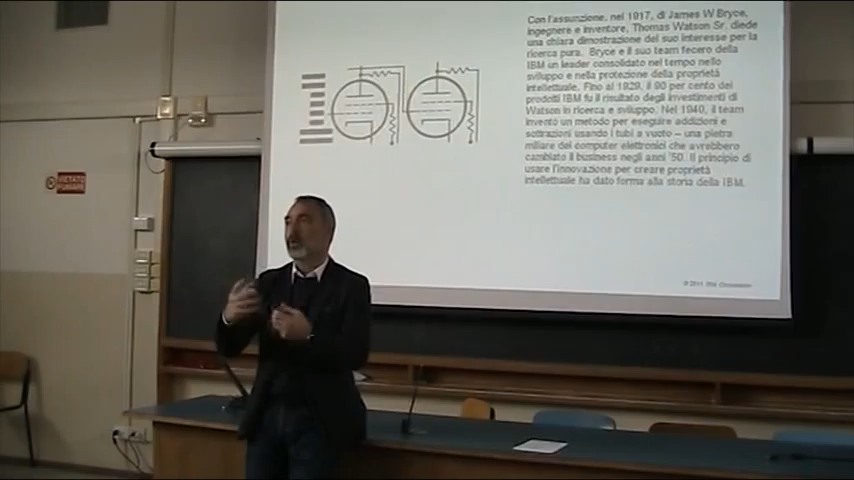 Con l'assunzione, nel 1917, di James W Bryce,
ingegnere e inventore, Thomas Watson Sr. diede
una chiara dimostrazione del suo interesse per la
ricerca pura. Bryce e il suo team fecero della
IBM un leader consolidato nel tempo nello
sviluppo e nella protezione della proprietà
intellettuale. Fino al 1929, il 90 per cento dei
prodotti IBM fu il risultato degli investimenti di
Watson in ricerca e sviluppo. Nel 1940, il team
inventò un metodo per eseguire addizioni e
sottrazioni usando i tubi a vuoto – una pietra
miliare dei computer elettronici che avrebbero
cambiato il business negli anni '50. Il principio di
usare l'innovazione per creare proprietà
intellettuale ha dato forma alla storia della IBM.
VIETATO
FUMARE
© 2011 IBM Corporation